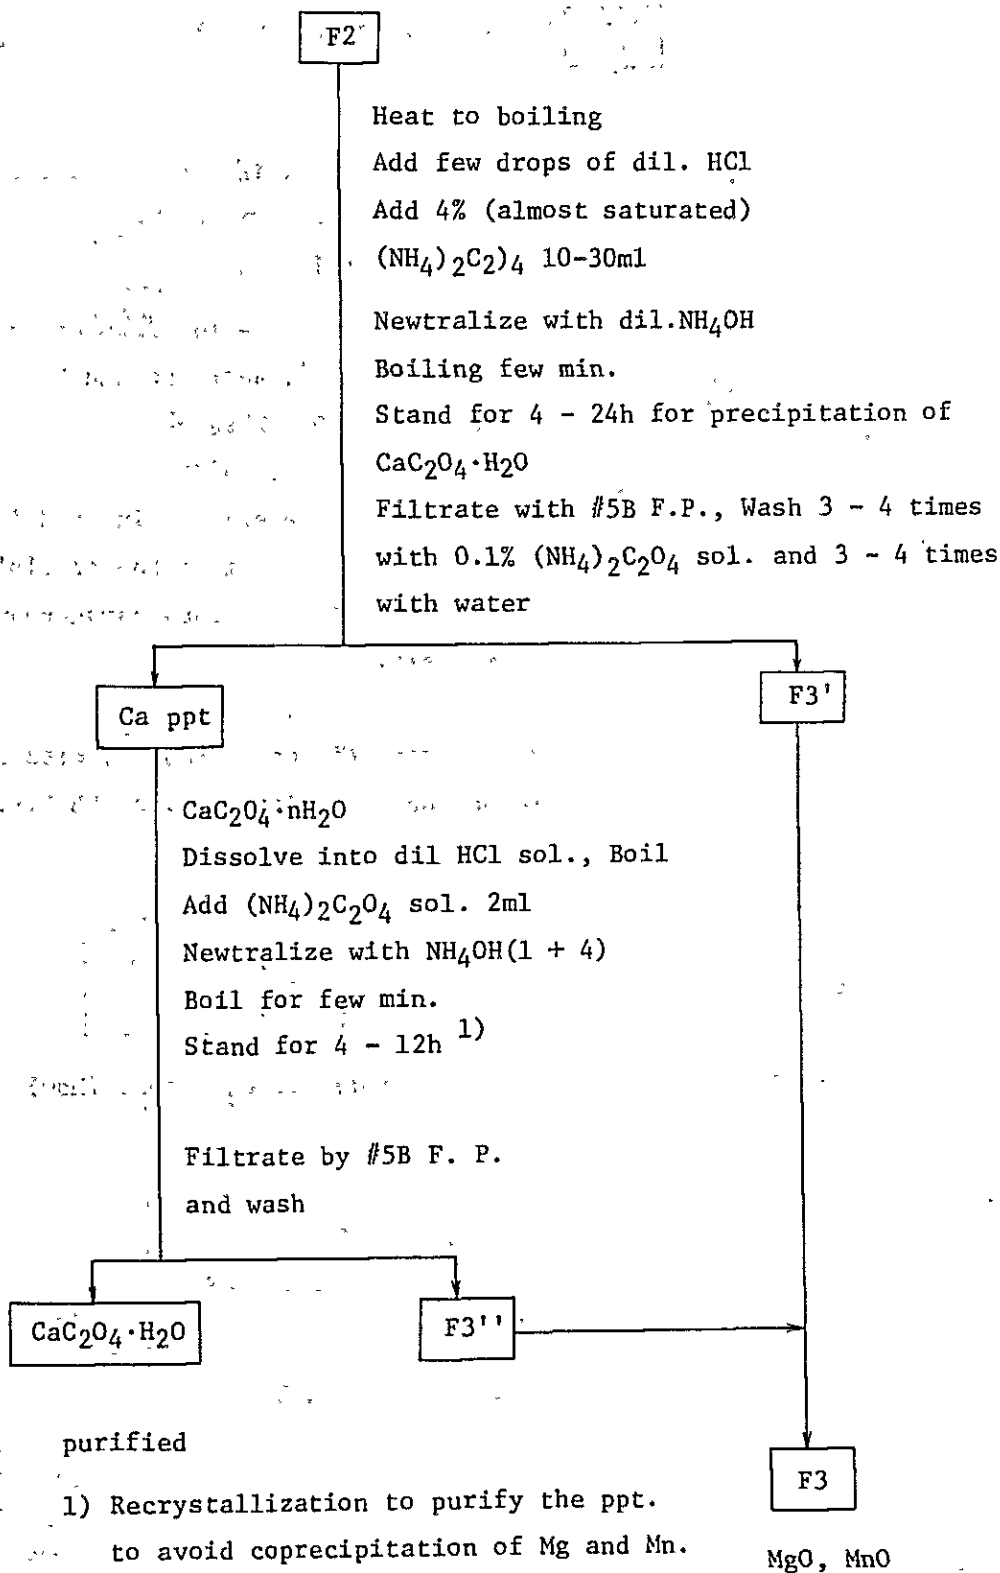 F2
Heat to boiling
Add few drops of dil. HCl
Add 4% (almost saturated)
(NH4)2C2)4 10-30ml
Newtralize with dil.NH4OH
Boiling few min.
Stand for 4 - 24h for precipitation of
CaC2O4·H2O
Filtrate with #5B F.P., Wash 3 - 4 times
with 0.1% (NH4)2C2O4 sol. and 3 - 4 times
with water
Ca ppt
F3'
CaC2O4·nH2O
Dissolve into dil HCl sol., Boil
Add (NH4)2C2O4 sol. 2ml
Newtralize with NH4OH(1 + 4)
Boil for few min.
Stand for 4 - 12h 1)
Filtrate by #5B F. P.
and wash
CaC2O4·H2O
F3''
purified
F3
1) Recrystallization to purify the ppt.
to avoid coprecipitation of Mg and Mn.
MgO, MnO